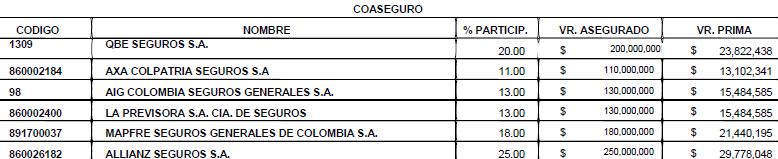 COASEGURO
CODIGO NOMBRE % PARTICIP. VR. ASEGURADO VR. PRIMA
1309 QBE SEGUROS S.A. 20.00 $ 200,000,000 $ 23,822,438
860002184 AXA COLPATRIA SEGUROS S.A 11.00 $ 110,000,000 $ 13,102,341
98 AIG COLOMBIA SEGUROS GENERALES S.A. 13.00 $ 130,000,000 $ 15,484,585
860002400 LA PREVISORA S.A. CIA. DE SEGUROS 13.00 $ 130,000,000 $ 15,484,585
891700037 MAPFRE SEGUROS GENERALES DE COLOMBIA S.A. 18.00 $ 180,000,000 $ 21,440,195
860026182 ALLIANZ SEGUROS S.A. 25.00 $ 250,000,000 $ 29,778,048